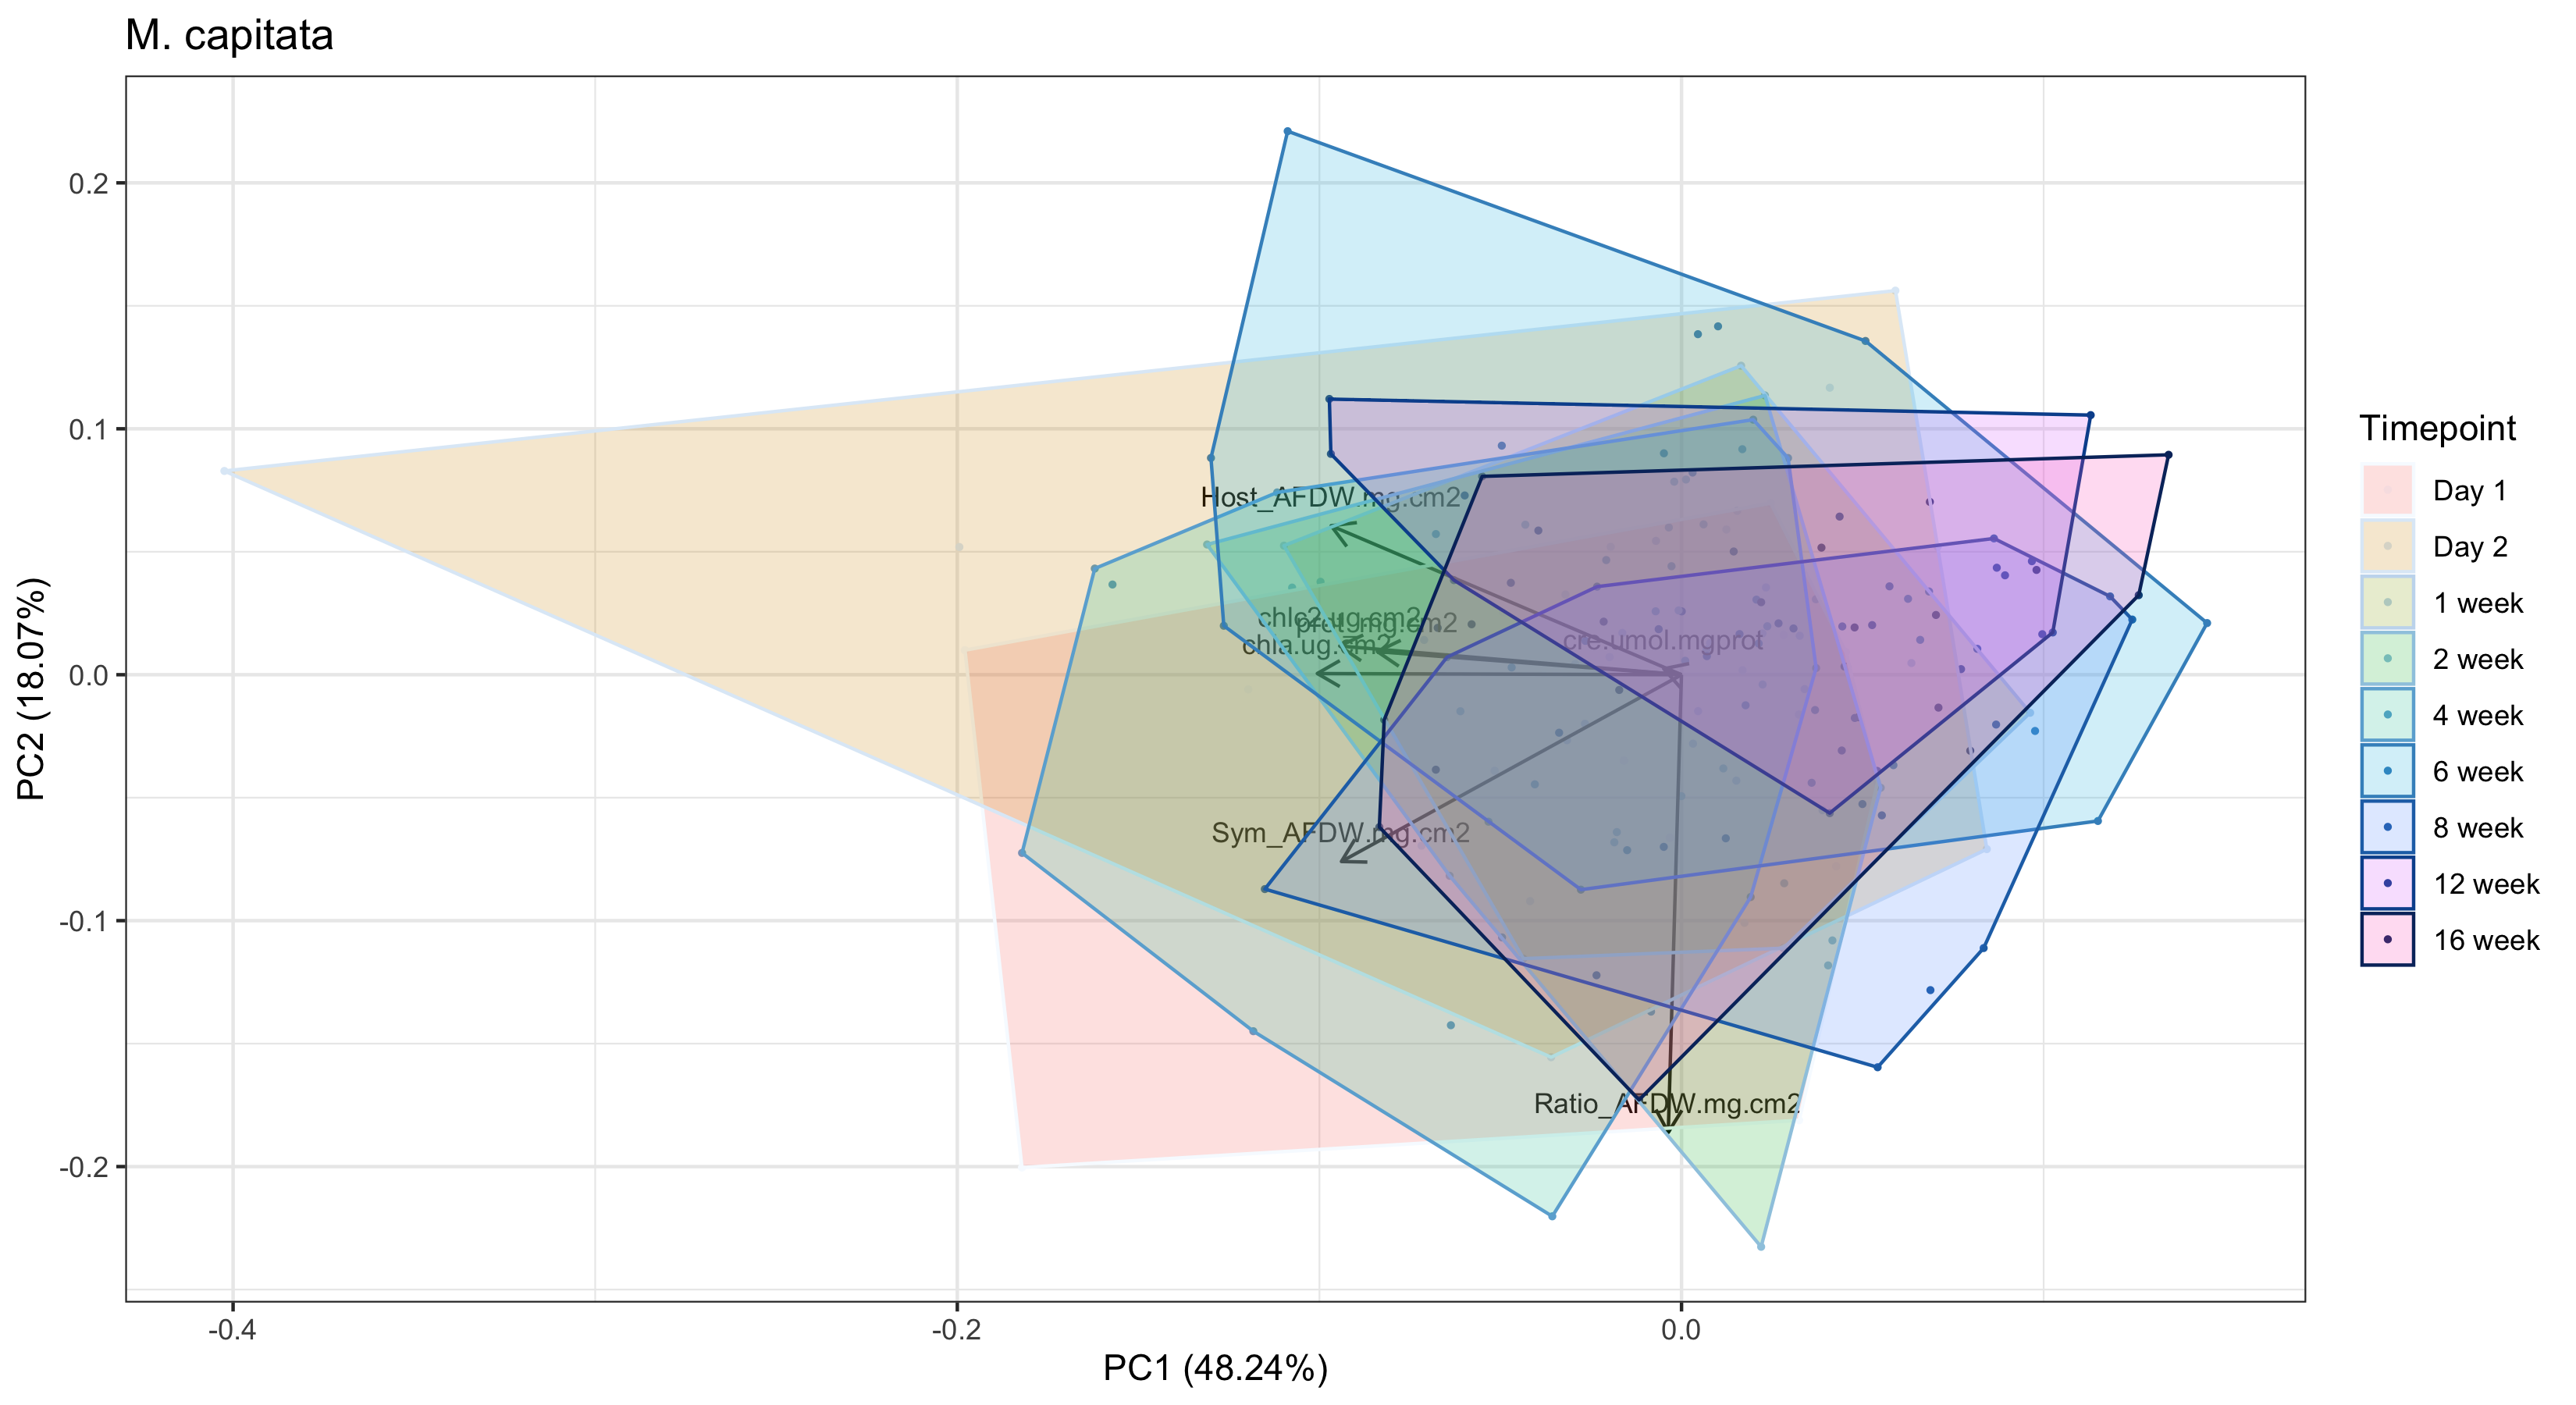 M. capitata
0.2
0.1
0.0
-0.1
-0.2
PC2 (18.07%)
Host_AFDW.mg.cm2
chlc2.ug.cm2
prot_mg.cm2
chla.ug.cm2
cre.umol.mgprot
Sym_AFDW.mg.cm2
Ratio_AFDW.mg.cm2
-0.4
-0.2
0.0
PC1 (48.24%)
Timepoint
Day 1
Day 2
1 week
2 week
4 week
6 week
8 week
12 week
16 week